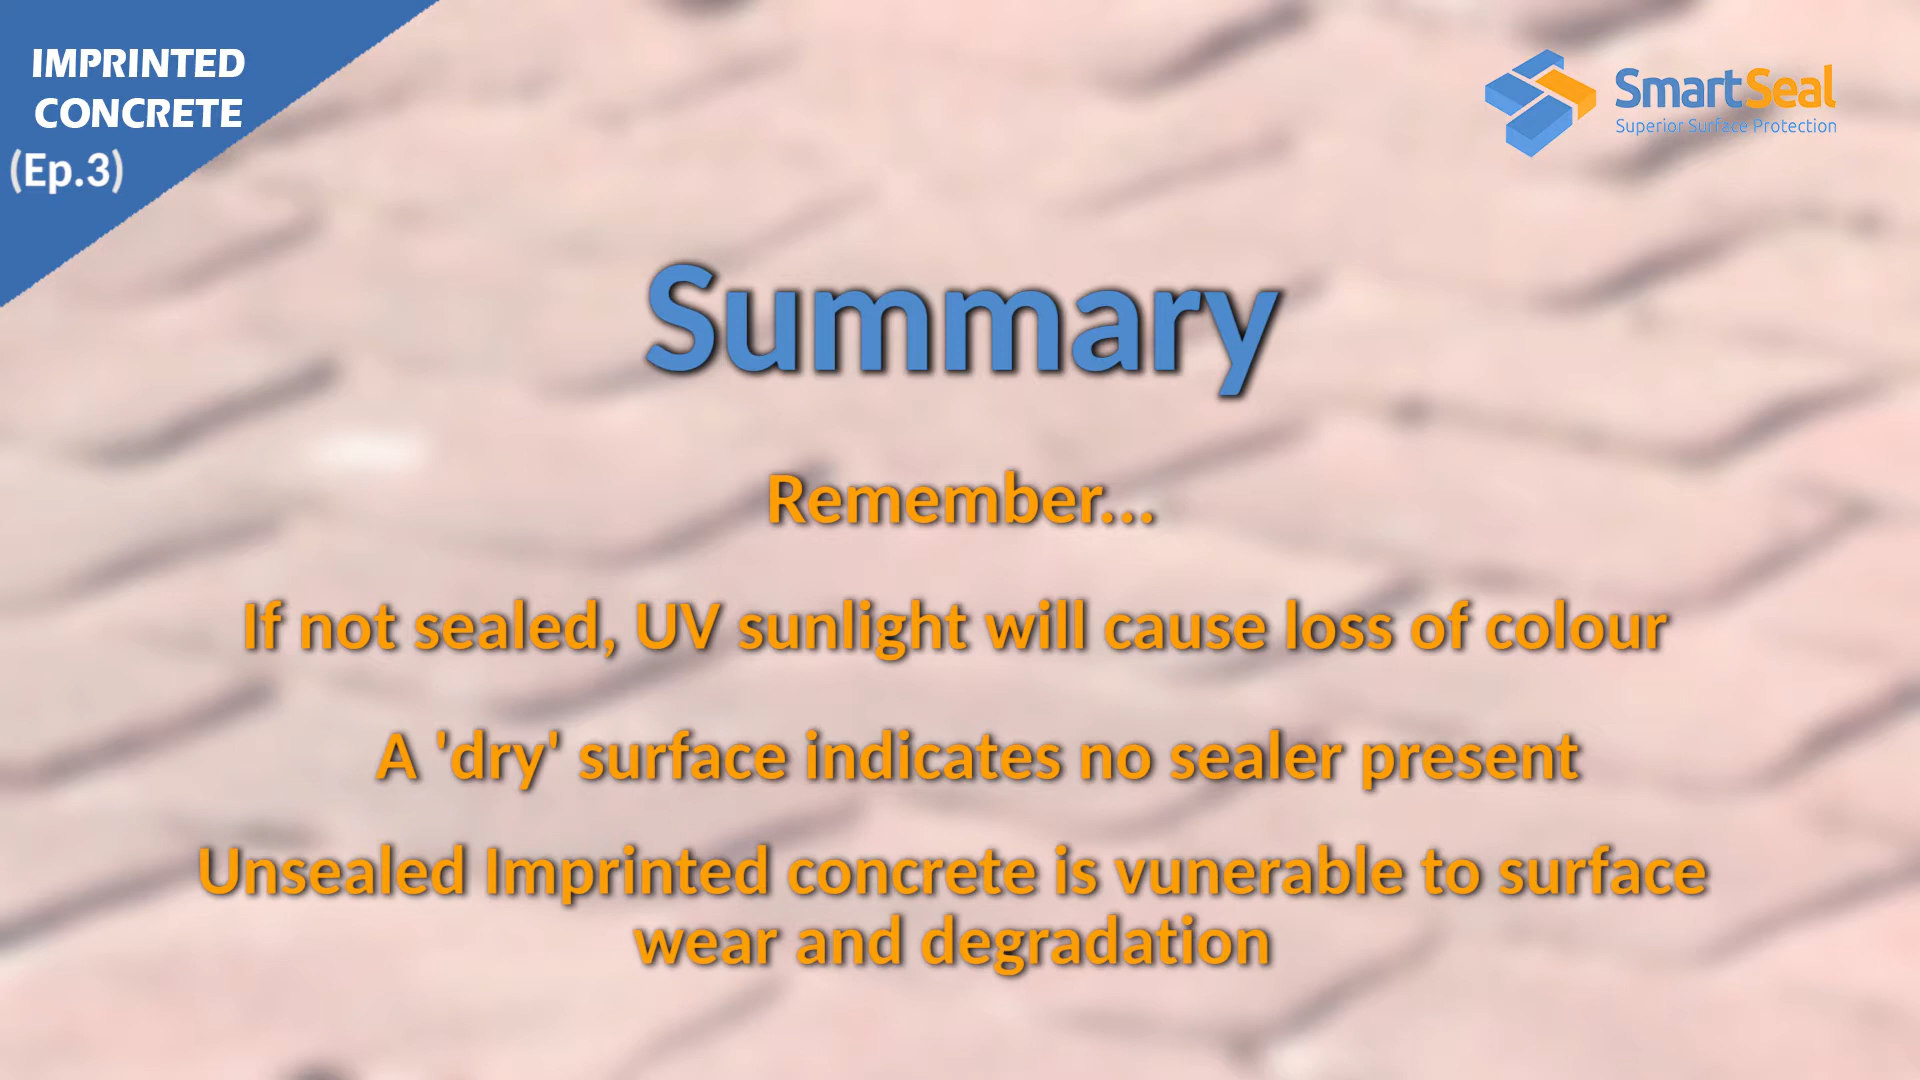 IMPRINTED
CONCRETE
(Ep.3)
SmartSeal
Superior Surface Protection
Summary
Remember...
If not sealed, UV sunlight will cause loss of colour
A 'dry' surface indicates no sealer present
Unsealed Imprinted concrete is vunerable to surface
wear and degradation